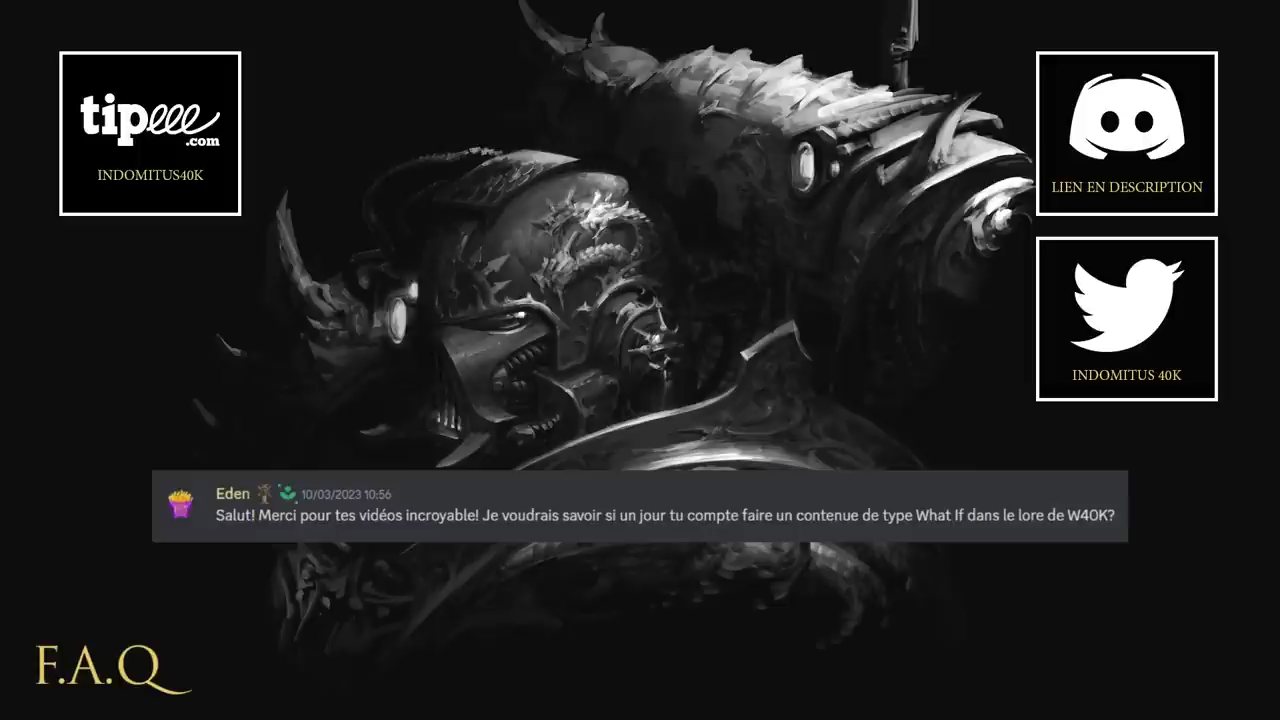 tipeee
.com
INDOMITUS40K
LIEN EN DESCRIPTION
INDOMITUS 40K
Eden 10/03/2023 10:56
Salut! Merci pour tes vidéos incroyable! Je voudrais savoir si un jour tu compte faire un contenue de type What If dans le lore de W40K?
F.A.Q